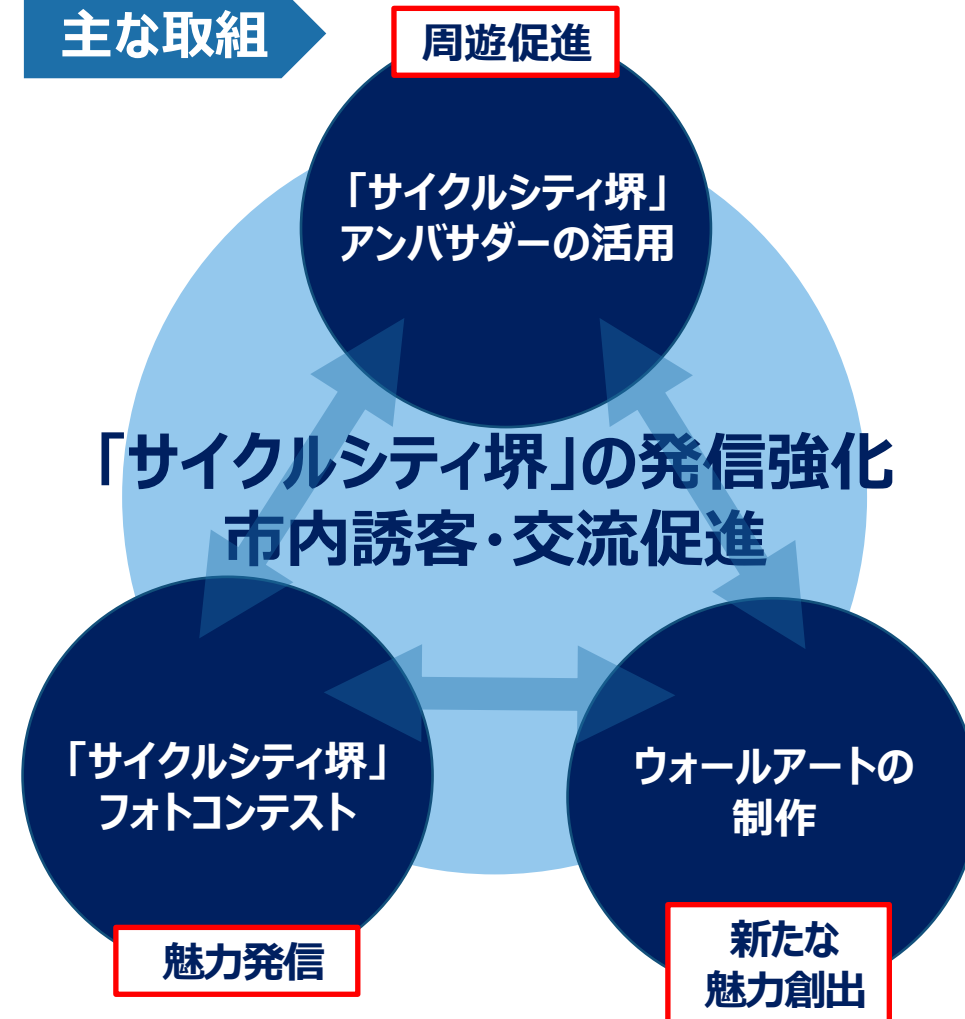 主な取組
周遊促進
「サイクルシティ堺」
アンバサダーの活用
「サイクルシティ堺」の発信強化
市内誘客・交流促進
「サイクルシティ堺」
フォトコンテスト
魅力発信
ウォールアートの
制作
新たな
魅力創出